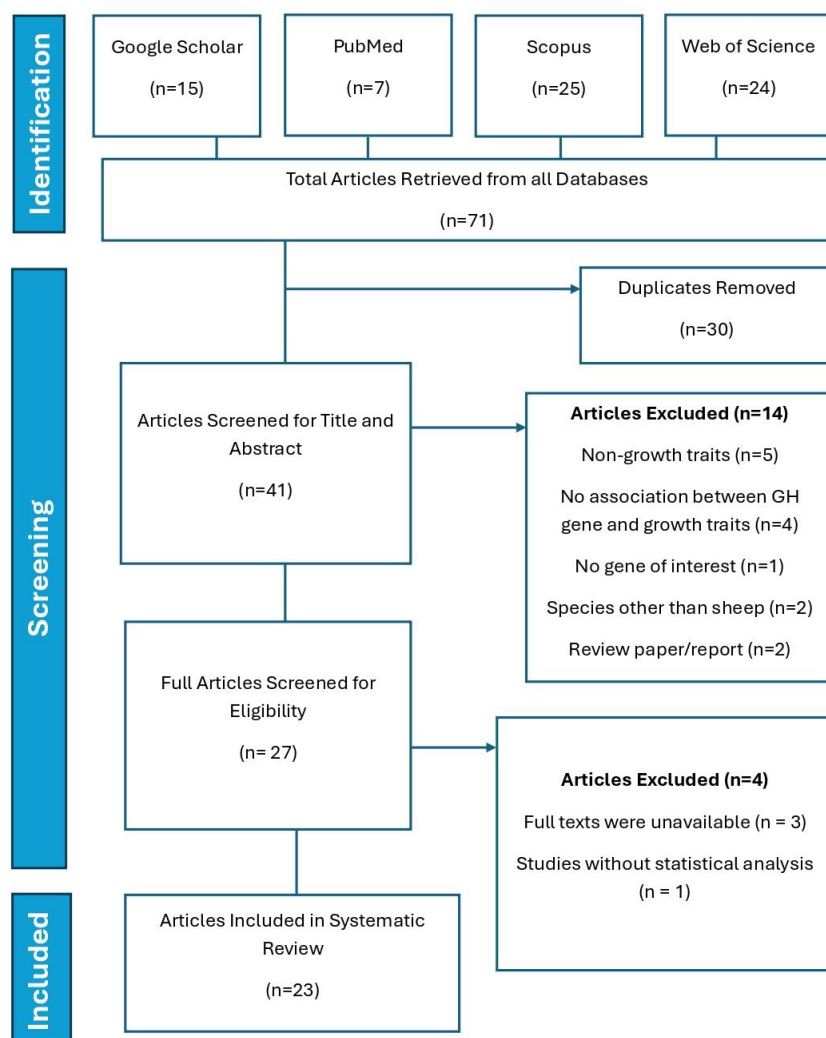 Identification
Google Scholar
(n=15)
PubMed
(n=7)
Scopus
(n=25)
Web of Science
(n=24)
Total Articles Retrieved from all Databases
(n=71)
Screening
Duplicates Removed
(n=30)
Articles Screened for Title and
Abstract
(n=41)
Articles Excluded (n=14)
Non-growth traits (n=5)
No association between GH
gene and growth traits (n=4)
No gene of interest (n=1)
Species other than sheep (n=2)
Review paper/report (n=2)
Full Articles Screened for
Eligibility
(n= 27)
Articles Excluded (n=4)
Full texts were unavailable (n = 3)
Studies without statistical analysis
(n = 1)
Included
Articles Included in Systematic
Review
(n=23)